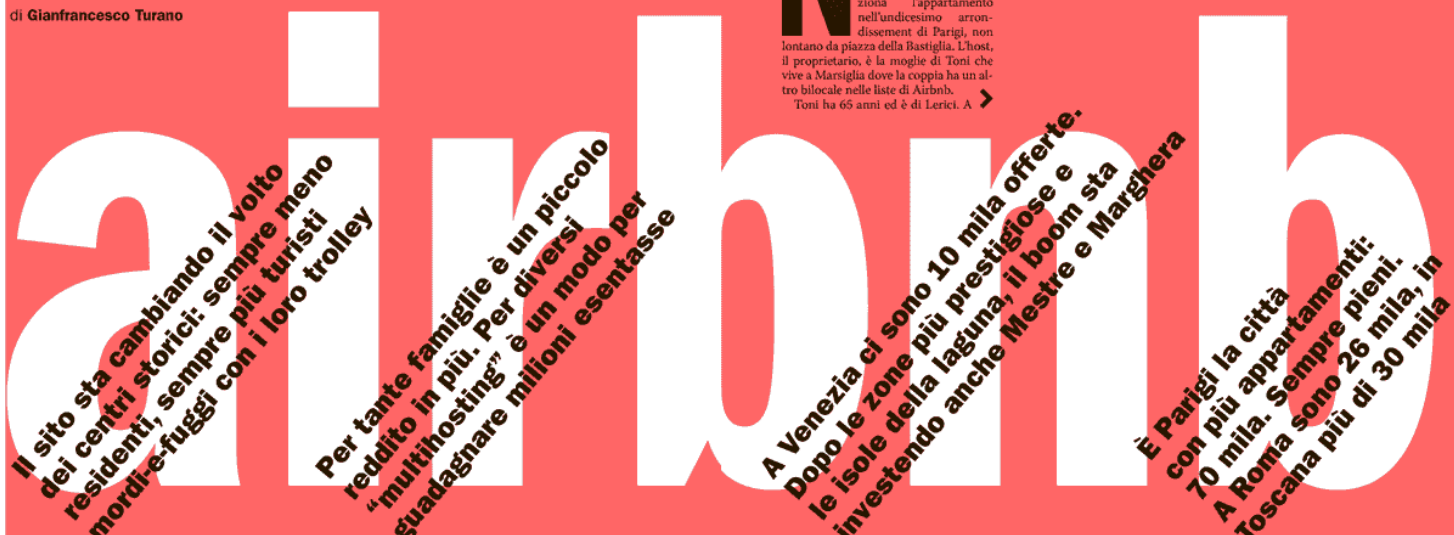 di Gianfrancesco Turano
N
ziona l'appartamento
nell'undicesimo arron-
dissement di Parigi, non
lontano da piazza della Bastiglia. L'host,
il proprietario, è la moglie di Toni che
vive a Marsiglia dove la coppia ha un al-
tro bilocale nelle liste di Airbnb.
Toni ha 65 anni ed è di Lerici. A
airbnb
Il sito sta cambiando il volto
dei centri storici: sempre meno
residenti, sempre più turisti
mordi-e-fuggi con i loro trolley
Per tante famiglie è un piccolo
reddito in più. Per diversi
“multihosting” è un modo per
guadagnare milioni esentasse
A Venezia ci sono 10 mila offerte.
Dopo le zone più prestigiose e
le isole della laguna, il boom sta
investendo anche Mestre e Marghera
È Parigi la città
con più appartamenti:
70 mila. Sempre pieni.
A Roma sono 26 mila, in
Toscana più di 30 mila